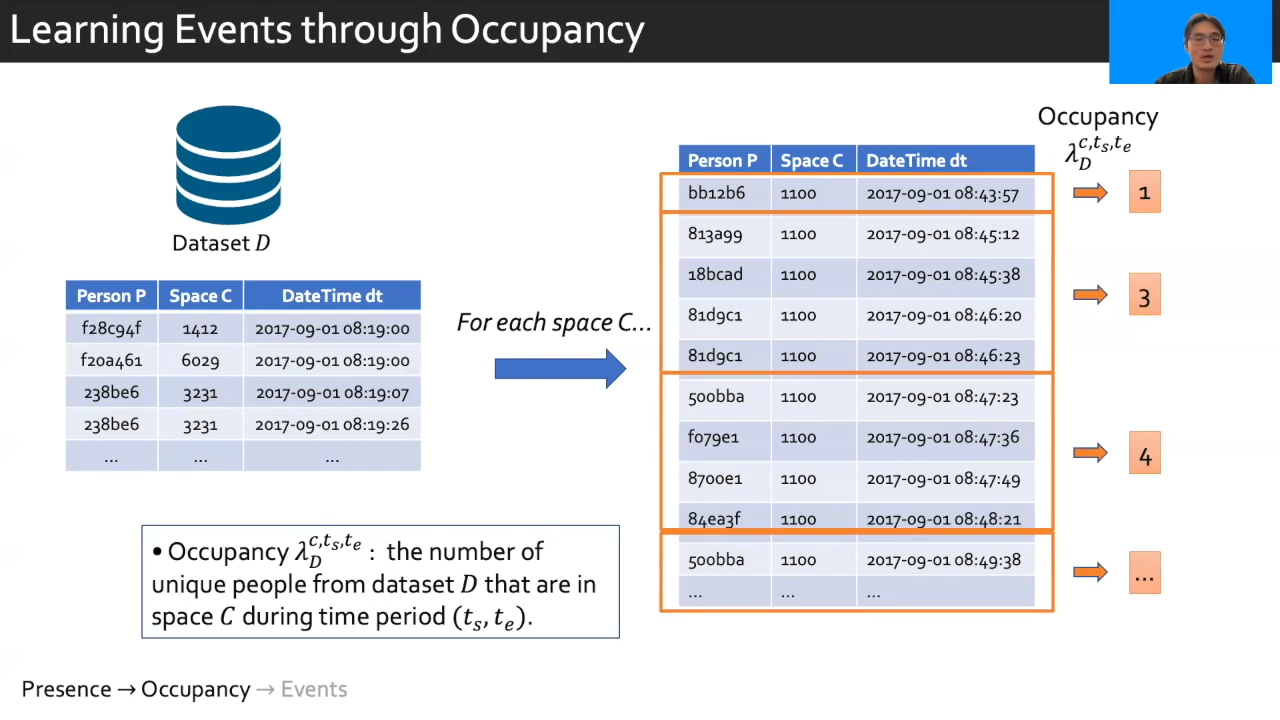 Learning Events through Occupancy
Dataset D
Person P Space C DateTime dt
f28c94f 1412 2017-09-01 08:19:00
f20a461 6029 2017-09-01 08:19:00
238be6 3231 2017-09-01 08:19:07
238be6 3231 2017-09-01 08:19:26
... ... ...
For each space C...
Occupancy
λ_D^{c,t_s,t_e}
Person P Space C DateTime dt
bb12b6 1100 2017-09-01 08:43:57
1
813a99 1100 2017-09-01 08:45:12
18bcad 1100 2017-09-01 08:45:38
81d9c1 1100 2017-09-01 08:46:20
81d9c1 1100 2017-09-01 08:46:23
3
500bba 1100 2017-09-01 08:47:23
f079e1 1100 2017-09-01 08:47:36
8700e1 1100 2017-09-01 08:47:49
84ea3f 1100 2017-09-01 08:48:21
4
500bba 1100 2017-09-01 08:49:38
... ... ...
...
• Occupancy λ_D^{c,t_s,t_e} : the number of
unique people from dataset D that are in
space C during time period (t_s, t_e).
Presence → Occupancy → Events